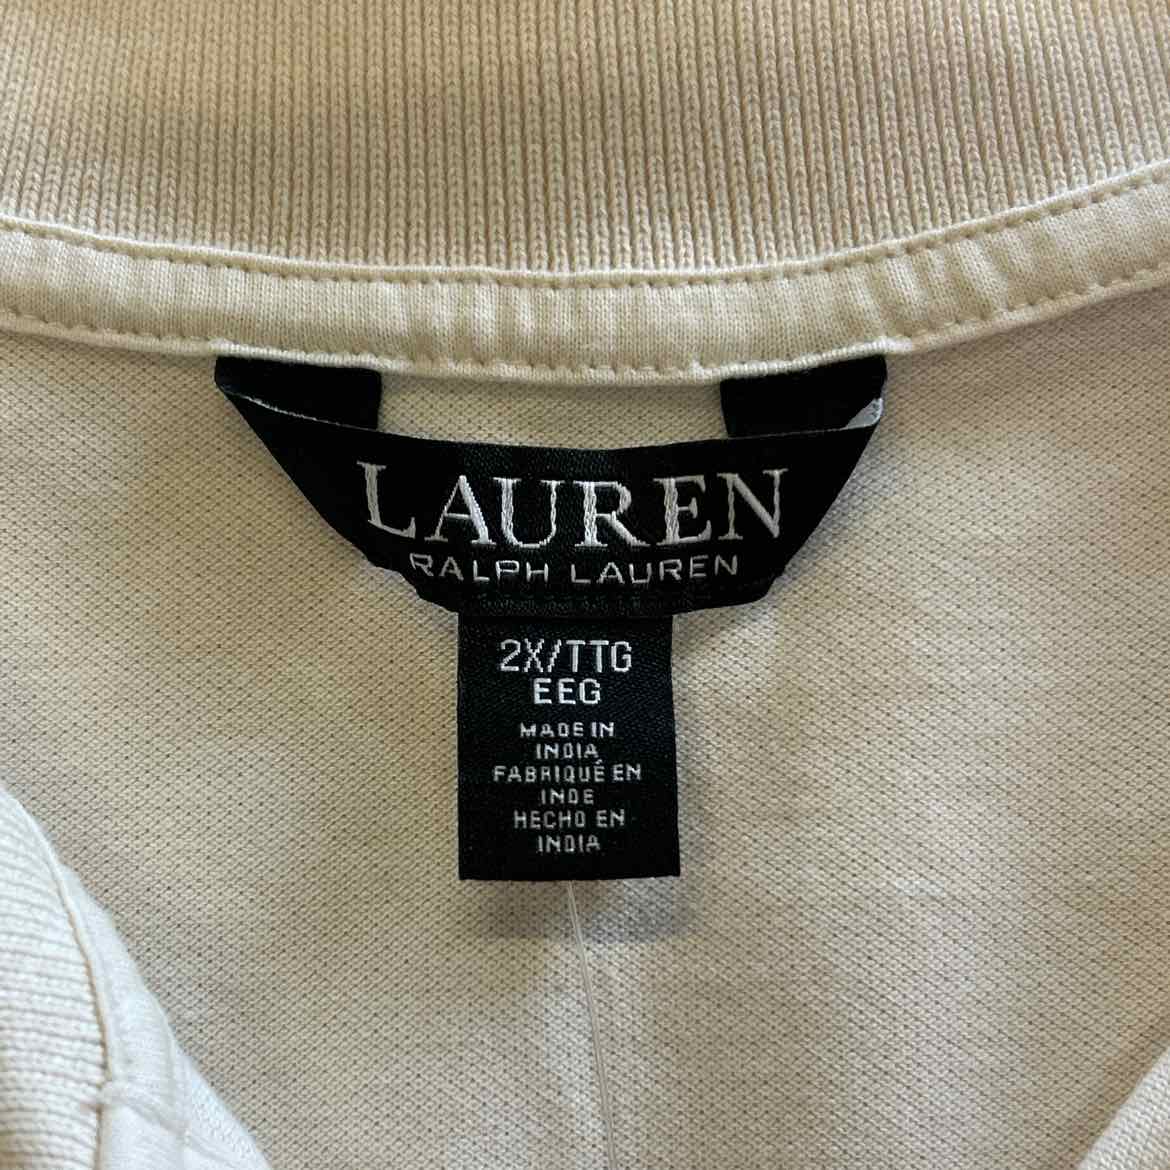 LAUREN
RALPH LAUREN
2X/TTG
EEG
MADE IN
INDIA
FABRIQUÉ EN
INDE
HECHO EN
INDIA